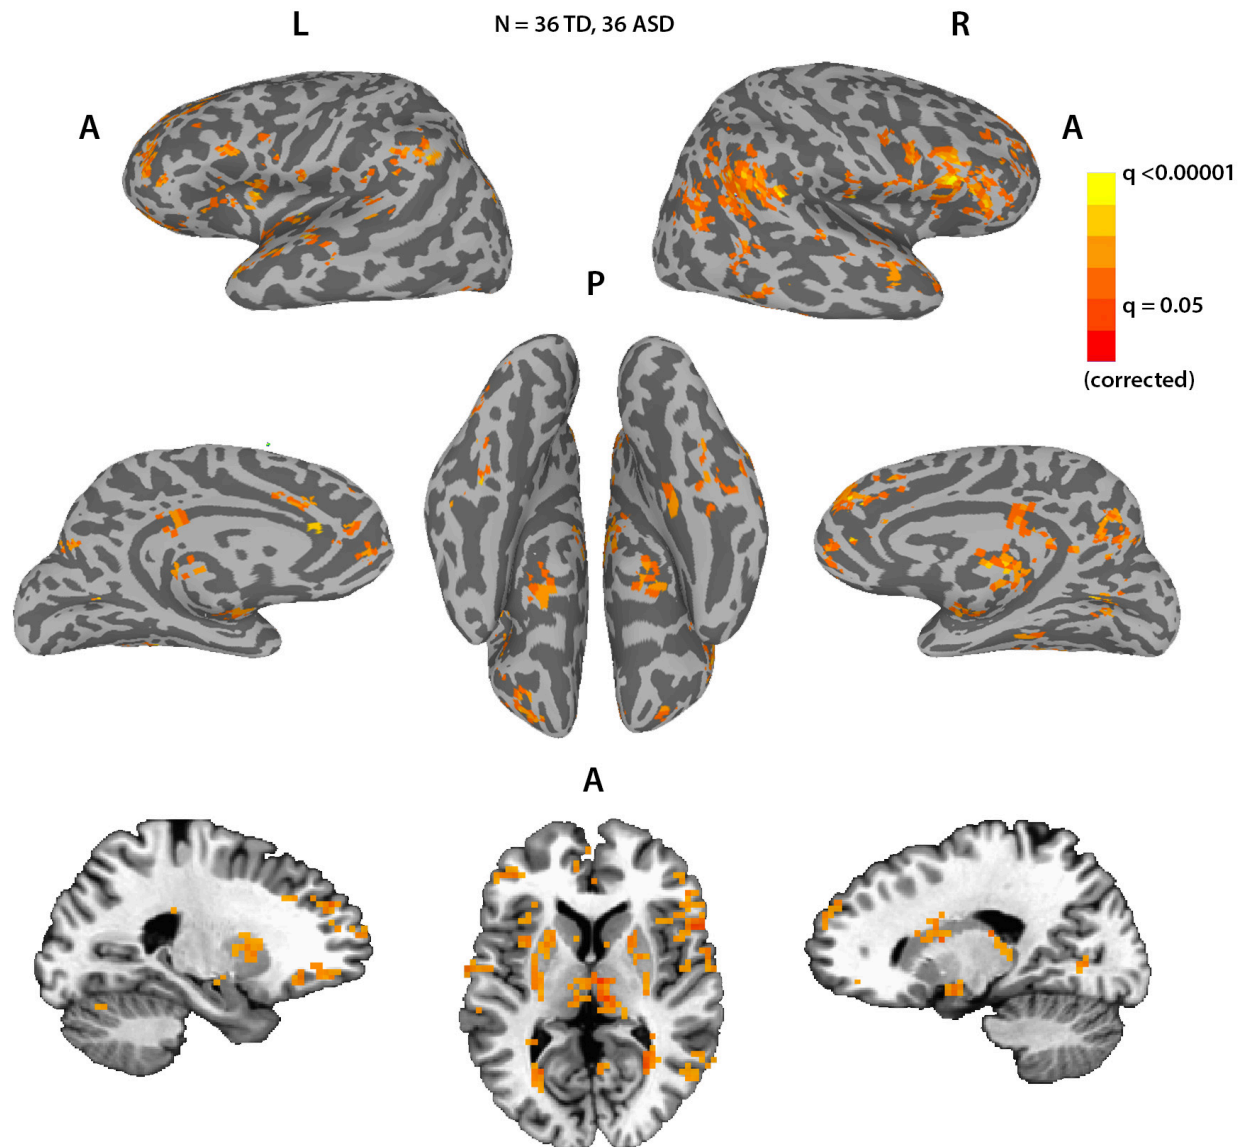 L
N = 36 TD, 36 ASD
R
A
A
q <0.00001
q = 0.05
(corrected)
P
A